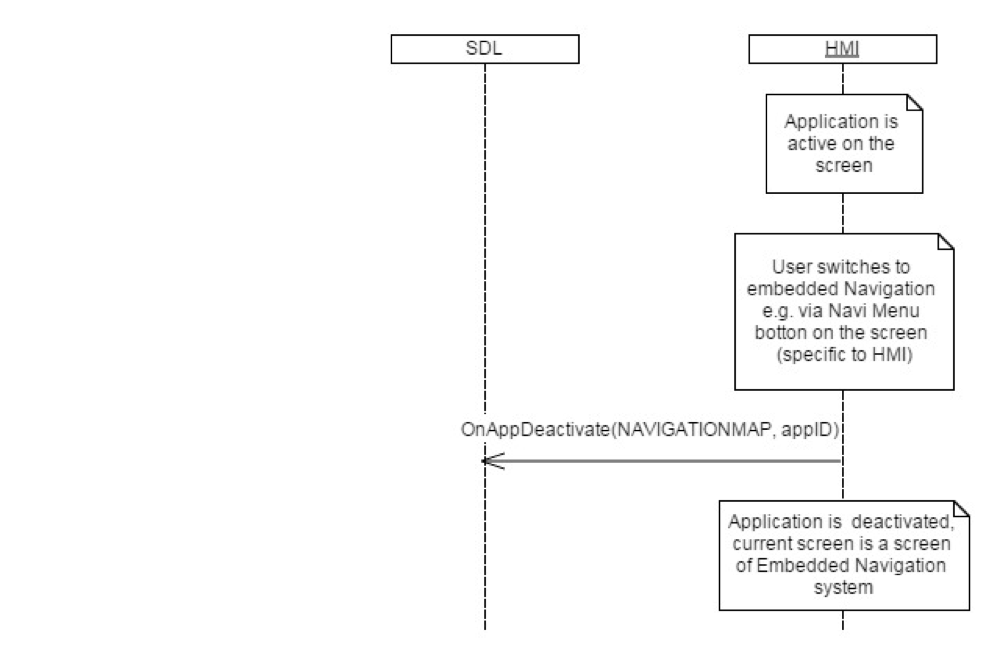 SDL
HMI
Application is
active on the
screen
User switches to
embedded Navigation
e.g. via Navi Menu
botton on the screen
(specific to HMI)
OnAppDeactivate(NAVIGATIONMAP, appID)
Application is  deactivated,
current screen is a screen
of Embedded Navigation
system